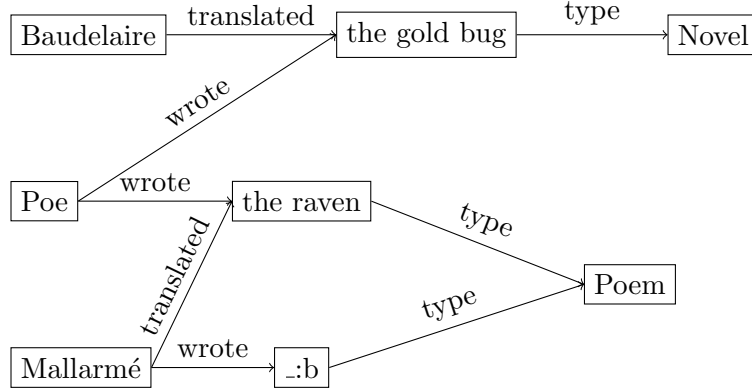 Baudelaire translated the gold bug type Novel
wrote
Poe wrote the raven
type
translated
Poem
type
Mallarmé wrote _:b